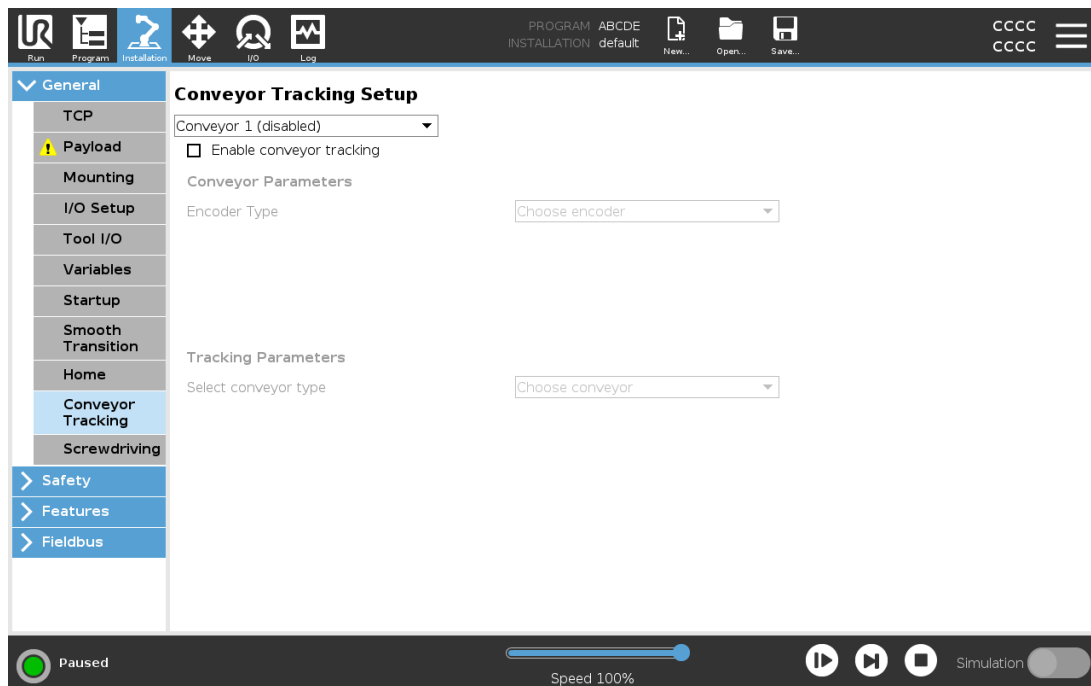 UR
PROGRAM ABCDE
INSTALLATION default
CCCC
CCCC
Run Program Installation Move I/O Log New... Open... Save...
General
TCP
Payload
Mounting
I/O Setup
Tool I/O
Variables
Startup
Smooth
Transition
Home
Conveyor
Tracking
Screwdriving
Safety
Features
Fieldbus
Conveyor Tracking Setup
Conveyor 1 (disabled)
Enable conveyor tracking
Conveyor Parameters
Encoder Type Choose encoder
Tracking Parameters
Select conveyor type Choose conveyor
Paused
Speed 100%
Simulation